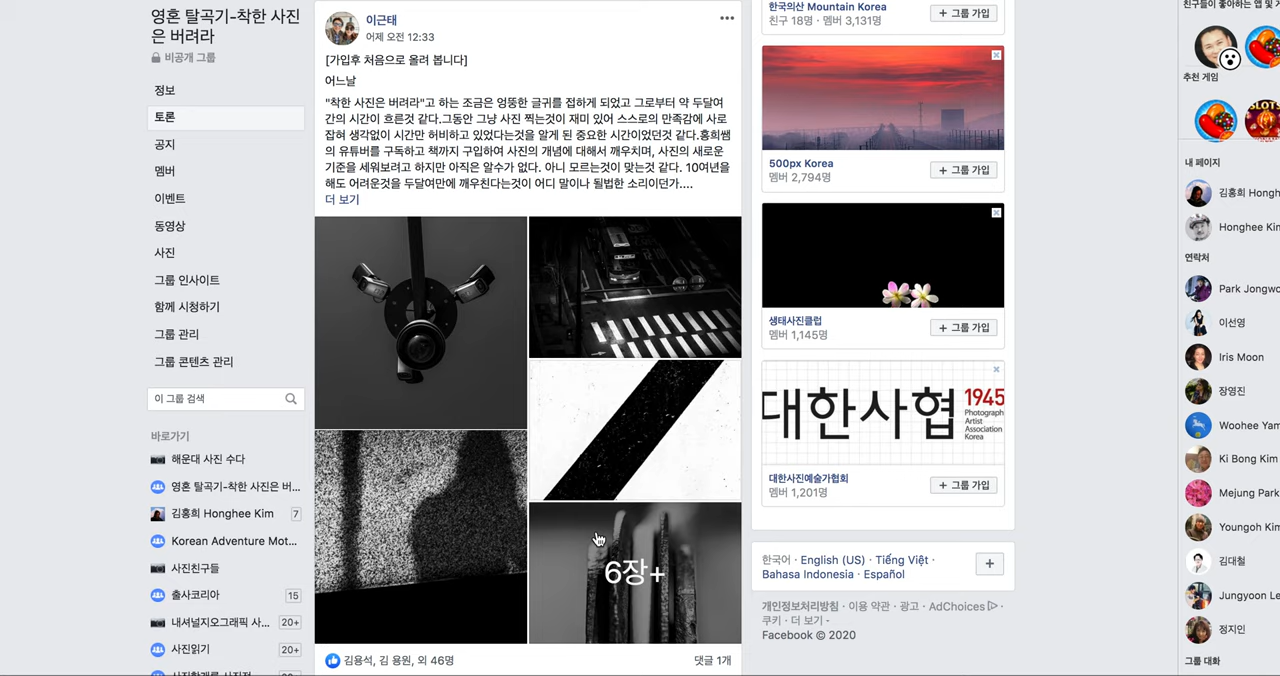 영혼 탈곡기-착한 사진
은 버려라
비공개 그룹
정보
토론
공지
멤버
이벤트
동영상
사진
그룹 인사이트
함께 시청하기
그룹 관리
그룹 콘텐츠 관리
이 그룹 검색
바로가기
해운대 사진 수다
영혼 탈곡기-착한 사진은 버...
김홍희 Honghee Kim 7
Korean Adventure Mot...
사진친구들
출사코리아 15
내셔널지오그래픽 사... 20+
사진읽기 20+
이근태
어제 오전 12:33
[가입후 처음으로 올려 봅니다]
어느날
"착한 사진은 버려라"고 하는 조금은 엉뚱한 글귀를 접하게 되었고 그로부터 약 두달여
간의 시간이 흐른것 같다.그동안 그냥 사진 찍는것이 재미 있어 스스로의 만족감에 사로
잡혀 생각없이 시간만 허비하고 있었다는것을 알게 된 중요한 시간이었던것 같다.홍희쌤
의 유튜버를 구독하고 책까지 구입하여 사진의 개념에 대해서 깨우치며, 사진의 새로운
기준을 세워보려고 하지만 아직은 알수가 없다. 아니 모르는것이 맞는것 같다. 10여년을
해도 어려운것을 두달여만에 깨우친다는것이 어디 말이나 될법한 소리이던가....
더 보기
6장+
김용석, 김 용원, 외 46명
댓글 1개
한국의산 Mountain Korea
친구 18명 · 멤버 3,131명
+ 그룹 가입
500px Korea
멤버 2,794명
+ 그룹 가입
생태사진클럽
멤버 1,145명
+ 그룹 가입
대한사협
1945
Photograph
Artist
Association
Korea
대한사진예술가협회
멤버 1,201명
+ 그룹 가입
한국어 · English (US) · Tiếng Việt ·
Bahasa Indonesia · Español
개인정보처리방침 · 이용 약관 · 광고 · AdChoices ·
쿠키 · 더 보기 ·
Facebook © 2020
친구들이 좋아하는 앱 및 게
추천 게임
SLOTS
내 페이지
김홍희 Hongh
Honghee Kim
연락처
Park Jongwo
이선영
Iris Moon
장영진
Woohee Yam
Ki Bong Kim
Mejung Park
Youngoh Kim
김대철
Jungyoon Le
정지인
그룹 대화